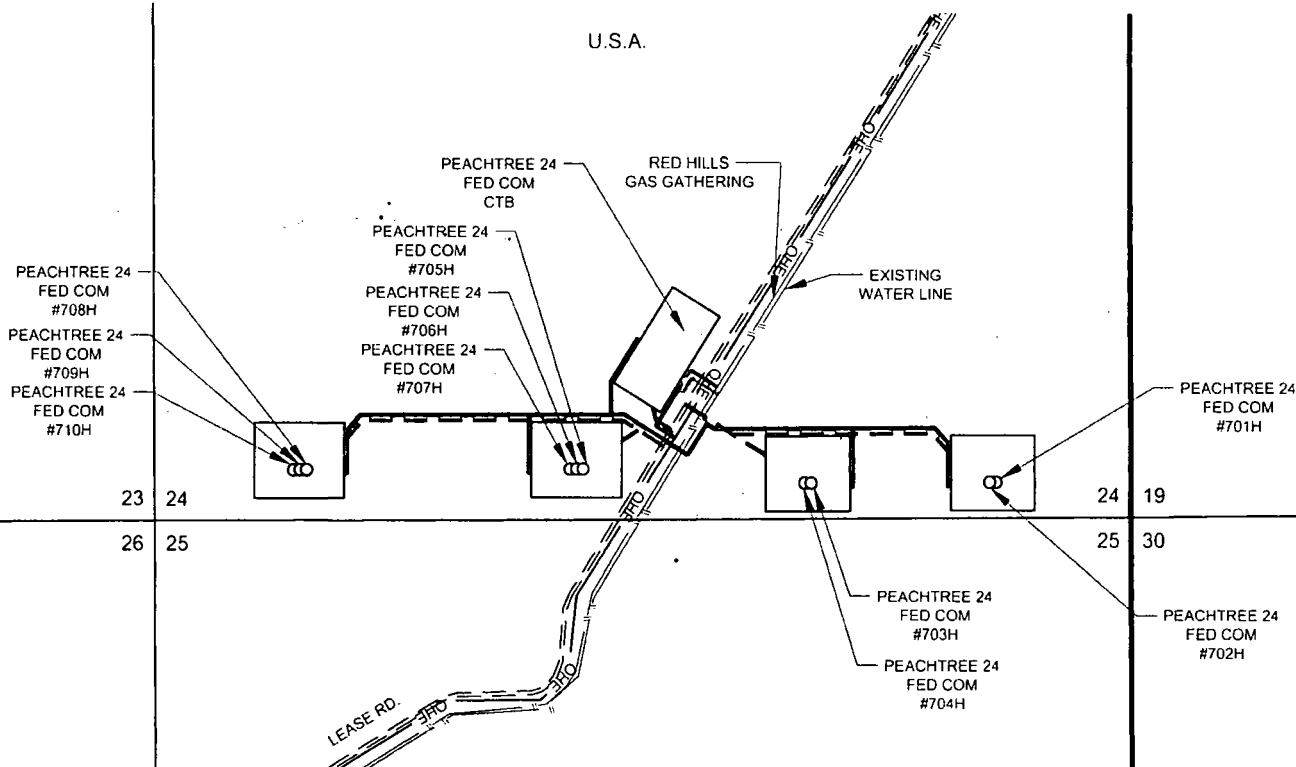 U.S.A.
PEACHTREE 24
FED COM
CTB
RED HILLS
GAS GATHERING
PEACHTREE 24
FED COM
#705H
PEACHTREE 24
FED COM
#708H
EXISTING
WATER LINE
PEACHTREE 24
FED COM
#706H
PEACHTREE 24
FED COM
#709H
PEACHTREE 24
FED COM
#707H
PEACHTREE 24
FED COM
#710H
PEACHTREE 24
FED COM
#701H
23 24
24 19
26 25
25 30
PEACHTREE 24
FED COM
#703H
PEACHTREE 24
FED COM
#702H
PEACHTREE 24
FED COM
#704H
LEASE RD.
OHE
OHE
OHE
OHE
OHE
OHE
OHE